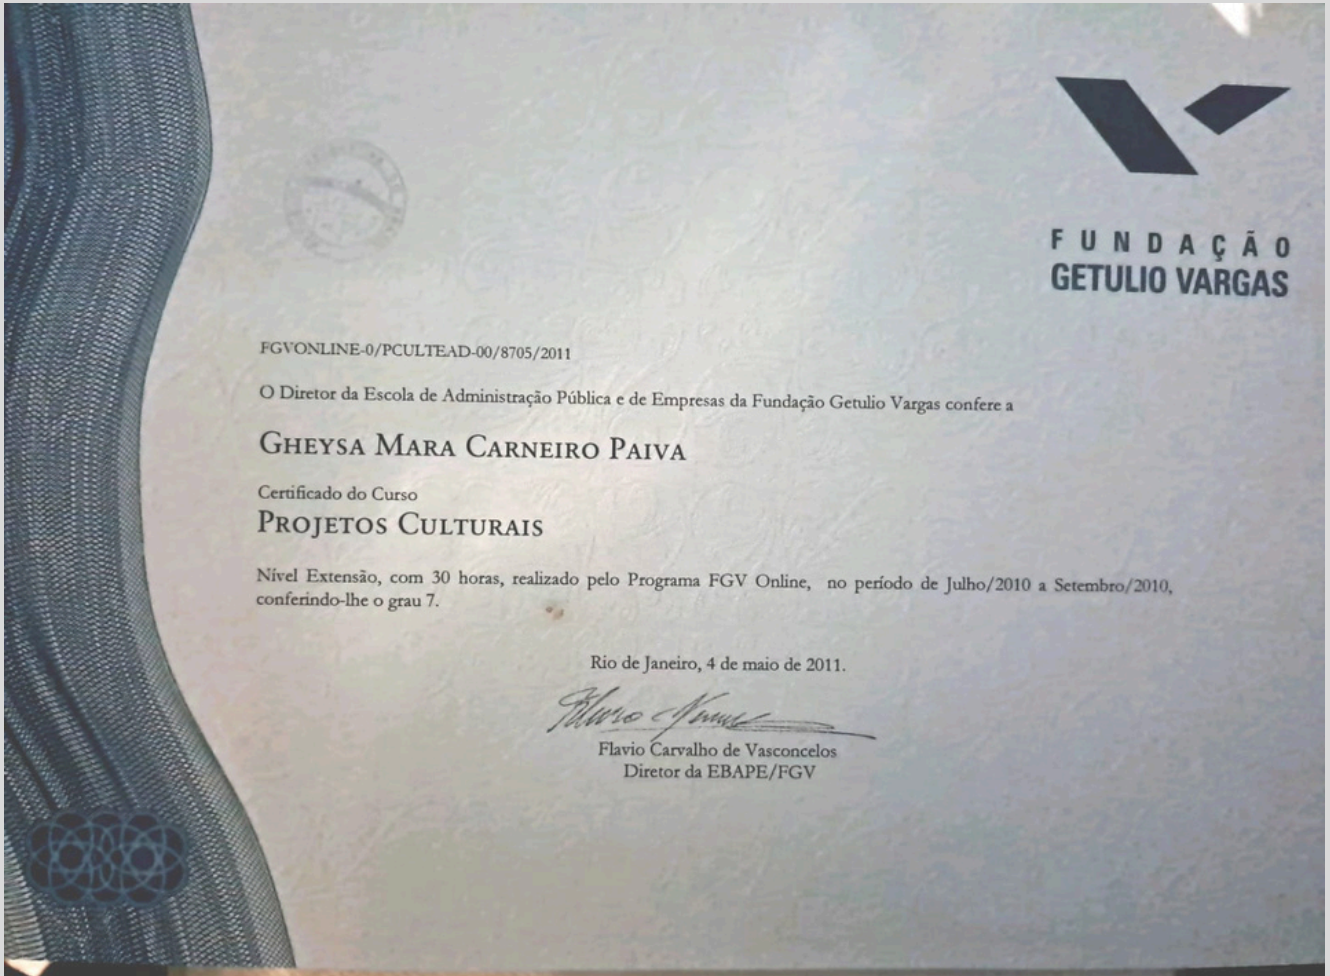 FUNDAÇÃO
GETULIO VARGAS
FGVONLINE-0/PCULTEAD-00/8705/2011
O Diretor da Escola de Administração Pública e de Empresas da Fundação Getulio Vargas confere a
GHEYSA MARA CARNEIRO PAIVA
Certificado do Curso
PROJETOS CULTURAIS
Nível Extensão, com 30 horas, realizado pelo Programa FGV Online, no período de Julho/2010 a Setembro/2010,
conferindo-lhe o grau 7.
Rio de Janeiro, 4 de maio de 2011.
Flavio Carvalho de Vasconcelos
Diretor da EBAPE/FGV